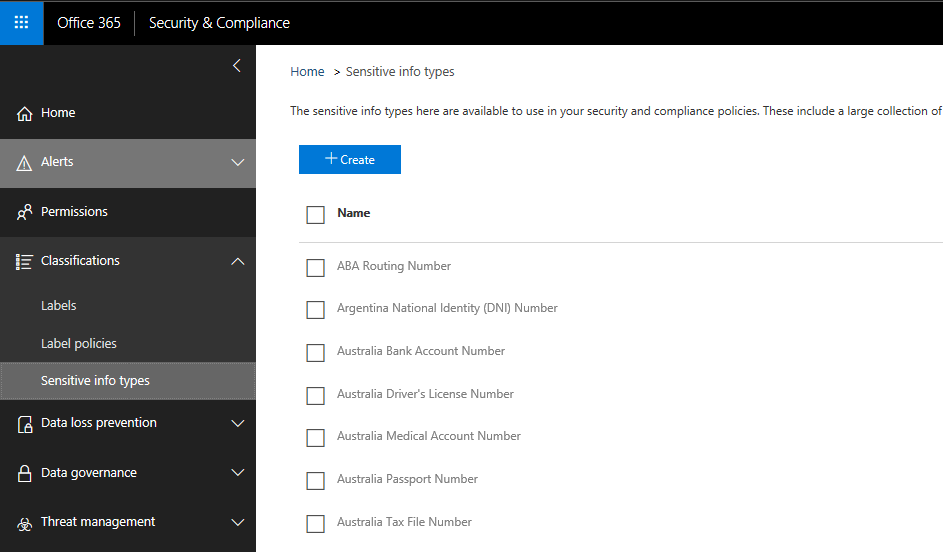 Office 365 Security & Compliance
Home > Sensitive info types
The sensitive info types here are available to use in your security and compliance policies. These include a large collection of
+ Create
Home
Alerts
Permissions
Classifications
Labels
Label policies
Sensitive info types
Data loss prevention
Data governance
Threat management
Name
ABA Routing Number
Argentina National Identity (DNI) Number
Australia Bank Account Number
Australia Driver's License Number
Australia Medical Account Number
Australia Passport Number
Australia Tax File Number